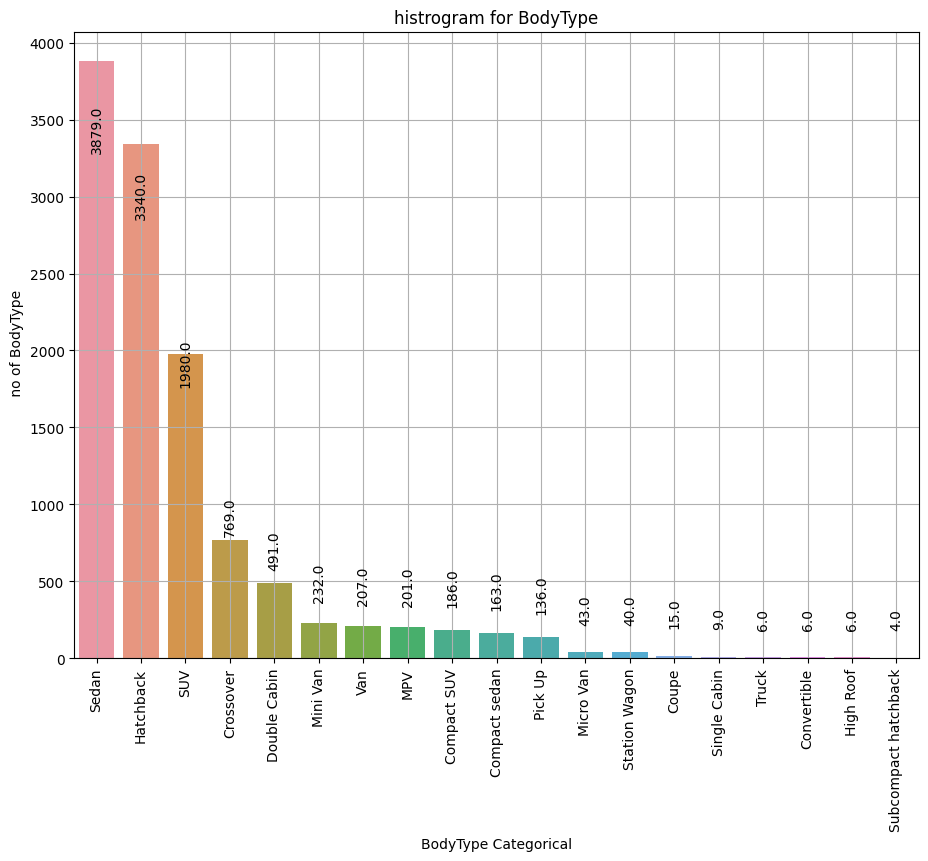 histrogram for BodyType
no of BodyType
4000
3500
3000
2500
2000
1500
1000
500
0
3879.0
3340.0
1980.0
769.0
491.0
232.0
207.0
201.0
186.0
163.0
136.0
43.0
40.0
15.0
9.0
6.0
6.0
6.0
4.0
Sedan
Hatchback
SUV
Crossover
Double Cabin
Mini Van
Van
MPV
Compact SUV
Compact sedan
Pick Up
Micro Van
Station Wagon
Coupe
Single Cabin
Truck
Convertible
High Roof
Subcompact hatchback
BodyType Categorical